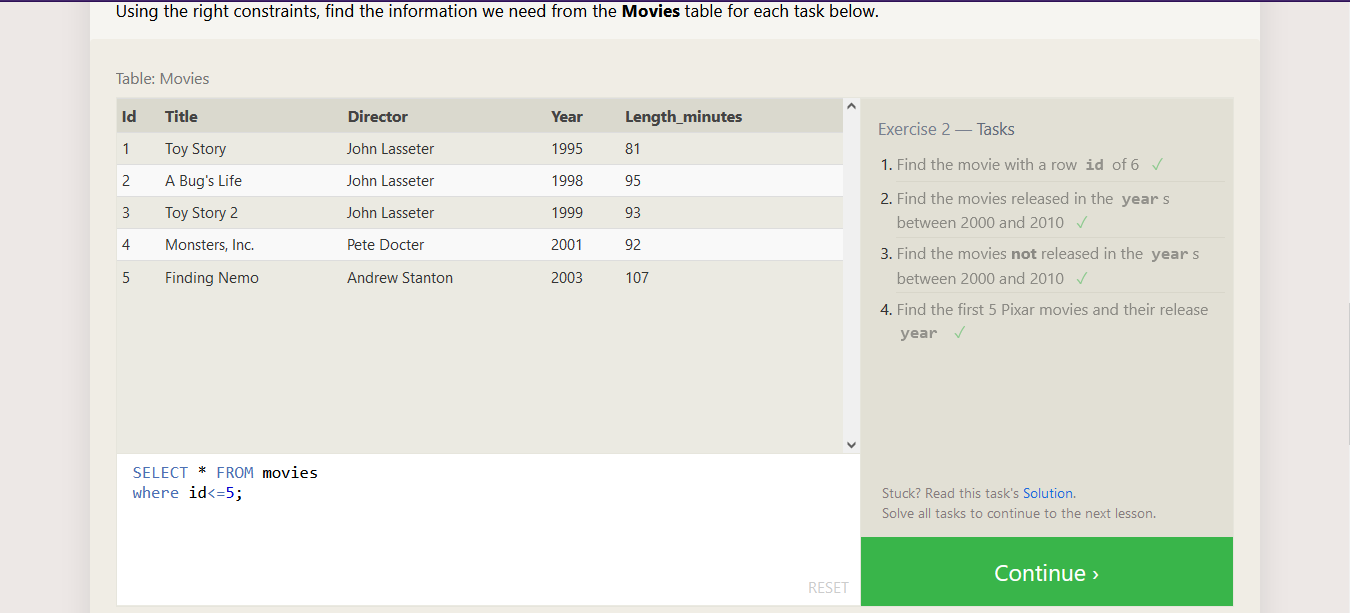 Using the right constraints, find the information we need from the Movies table for each task below.
Table: Movies
Id Title Director Year Length_minutes
1 Toy Story John Lasseter 1995 81
2 A Bug's Life John Lasseter 1998 95
3 Toy Story 2 John Lasseter 1999 93
4 Monsters, Inc. Pete Docter 2001 92
5 Finding Nemo Andrew Stanton 2003 107
SELECT * FROM movies
where id<=5;
RESET
Exercise 2 — Tasks
1. Find the movie with a row id of 6 ✓
2. Find the movies released in the year s
between 2000 and 2010 ✓
3. Find the movies not released in the year s
between 2000 and 2010 ✓
4. Find the first 5 Pixar movies and their release
year ✓
Stuck? Read this task's Solution.
Solve all tasks to continue to the next lesson.
Continue ›